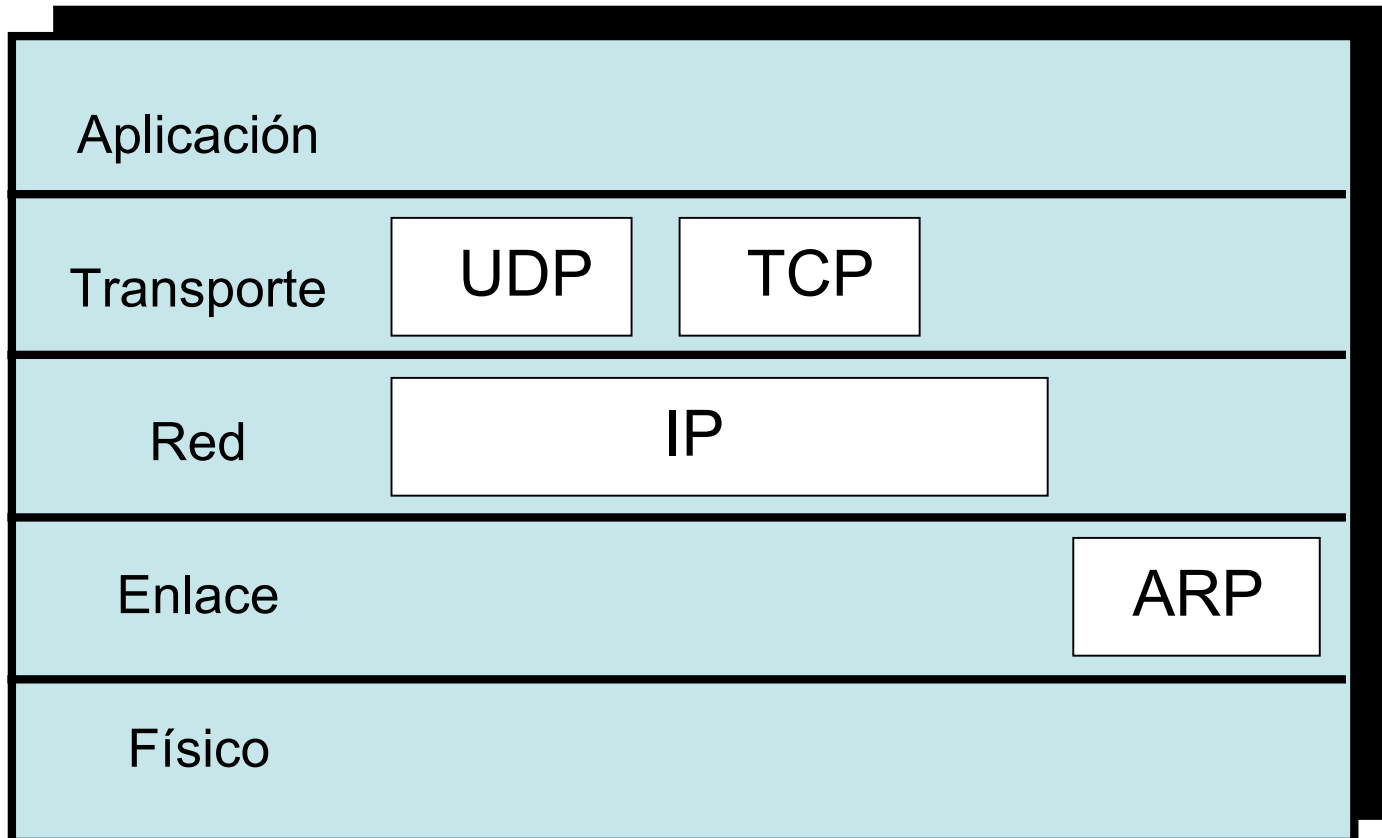 Aplicación
Transporte UDP TCP
Red IP
Enlace ARP
Físico